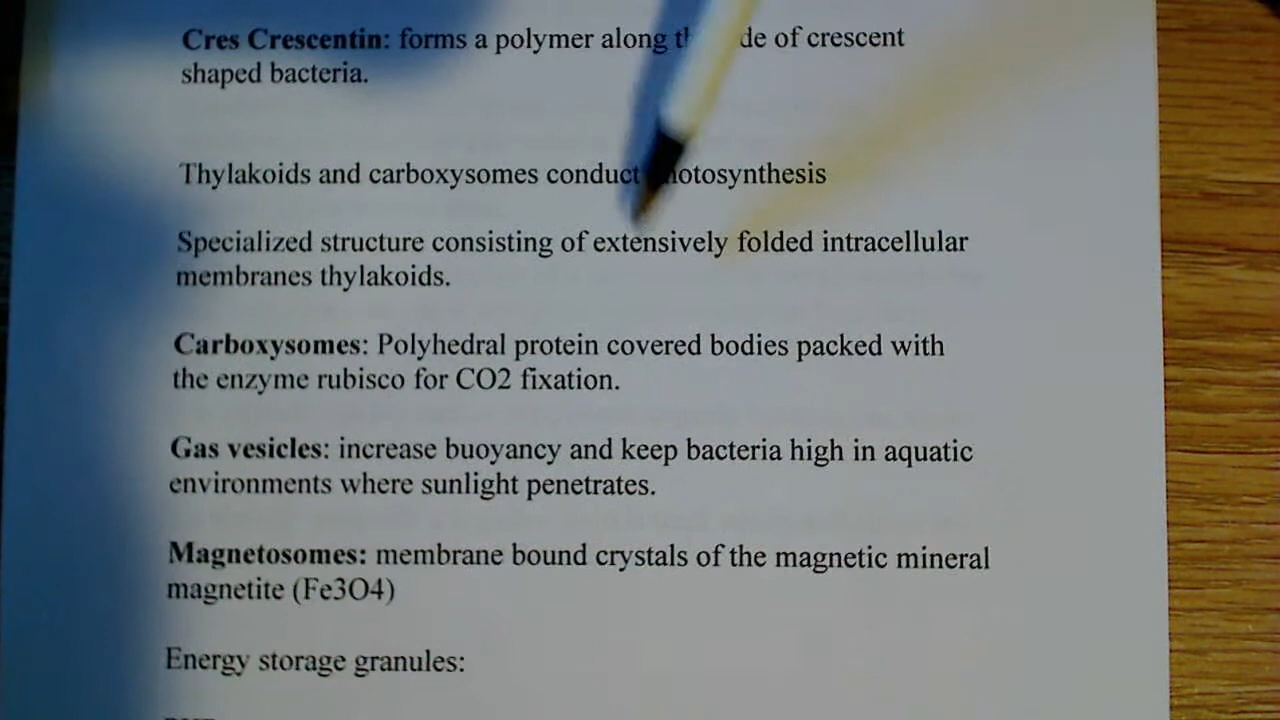 Cres Crescentin: forms a polymer along of crescent
shaped bacteria.
Thylakoids and carboxysomes conduct
Specialized structure consisting of extensively folded intracellular
membranes thylakoids.
Carboxysomes: Polyhedral protein covered bodies packed with
the enzyme rubisco for CO2 fixation.
Gas vesicles: increase buoyancy and keep bacteria high in aquatic
environments where sunlight penetrates.
Magnetosomes: membrane bound crystals of the magnetic mineral
magnetite (Fe3O4)
Energy storage granules: